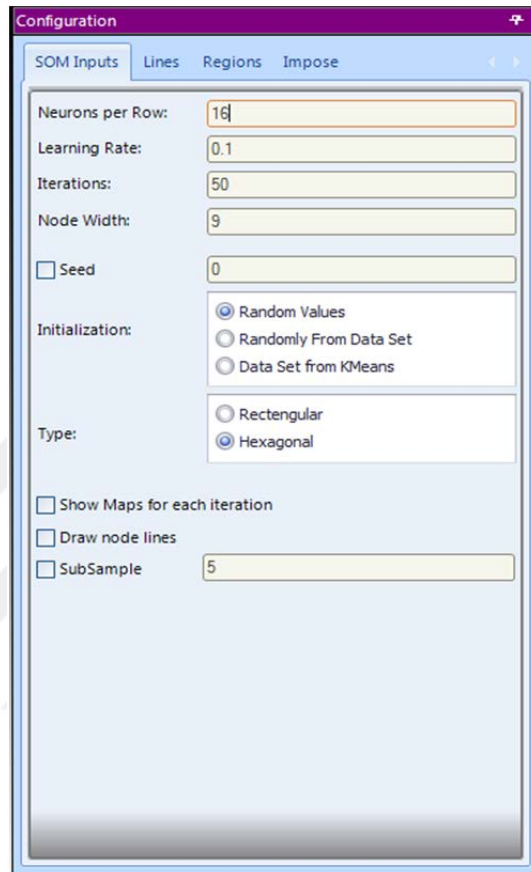 Configuration
SOM Inputs Lines Regions Impose
Neurons per Row: 16
Learning Rate: 0.1
Iterations: 50
Node Width: 9
Seed 0
Initialization:
Random Values
Randomly From Data Set
Data Set from KMeans
Type:
Rectengular
Hexagonal
Show Maps for each iteration
Draw node lines
SubSample 5